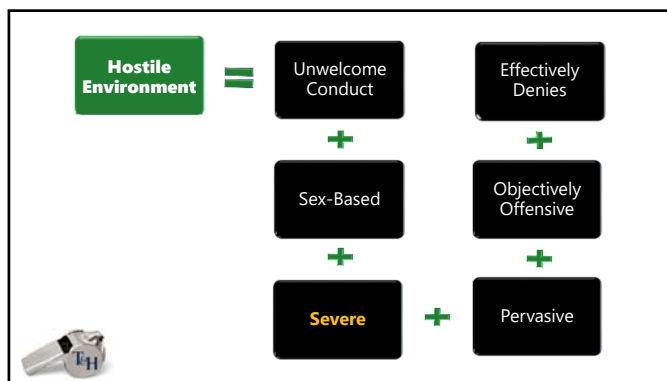 Hostile
Environment
=
Unwelcome
Conduct
+
Sex-Based
+
Severe
+
Pervasive
+
Objectively
Offensive
+
Effectively
Denies
T&H